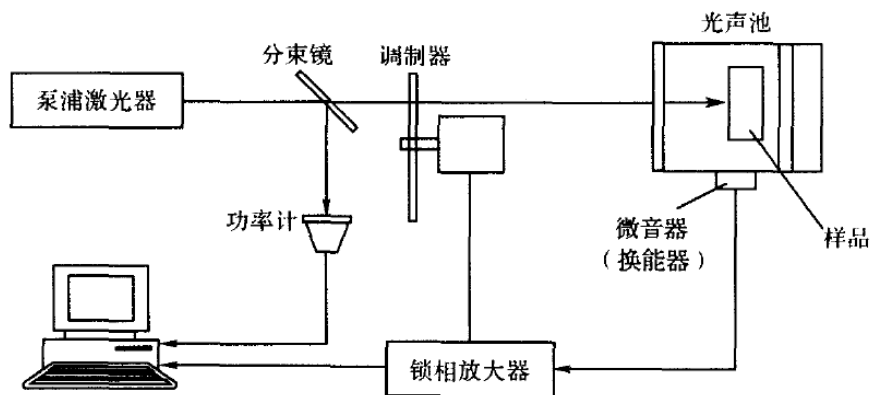 光声池
分束镜
调制器
泵浦激光器
功率计
微音器
（换能器）
样品
锁相放大器